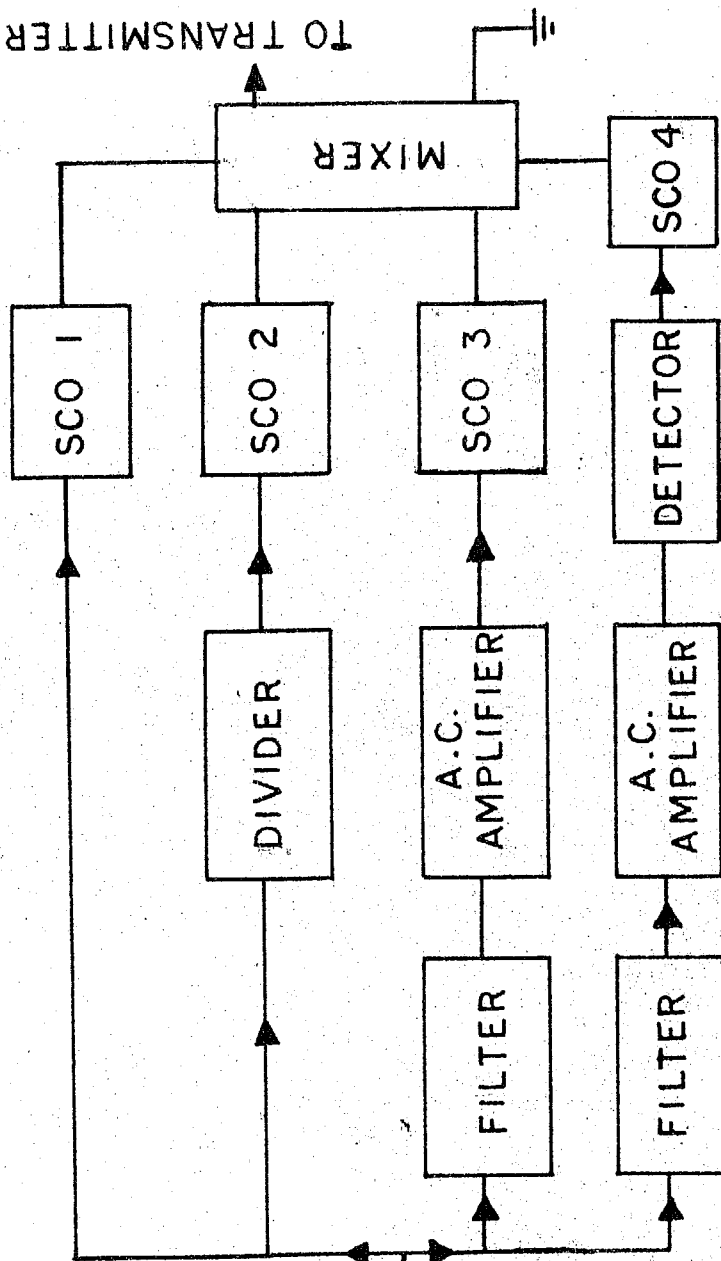 TO TRANSMITTER
MIXER
SCO 1
SCO 2
SCO 3
SCO 4
DIVIDER
A.C.
AMPLIFIER
DETECTOR
A.C.
AMPLIFIER
FILTER
FILTER